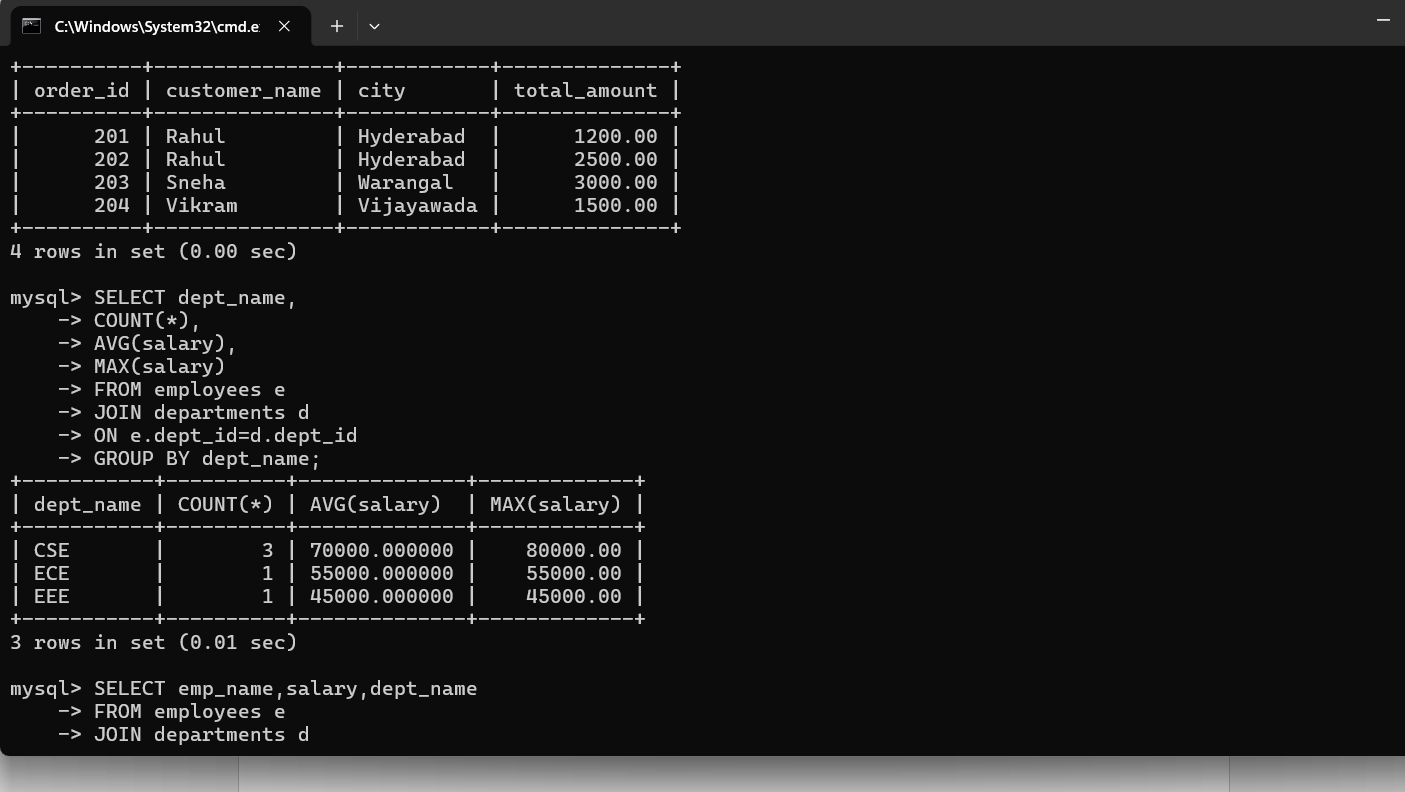 C:\Windows\System32\cmd.e
+----------+---------------+------------+--------------+
| order_id | customer_name | city       | total_amount |
+----------+---------------+------------+--------------+
|      201 | Rahul         | Hyderabad  |      1200.00 |
|      202 | Rahul         | Hyderabad  |      2500.00 |
|      203 | Sneha         | Warangal   |      3000.00 |
|      204 | Vikram        | Vijayawada |      1500.00 |
+----------+---------------+------------+--------------+
4 rows in set (0.00 sec)

mysql> SELECT dept_name,
    -> COUNT(*),
    -> AVG(salary),
    -> MAX(salary)
    -> FROM employees e
    -> JOIN departments d
    -> ON e.dept_id=d.dept_id
    -> GROUP BY dept_name;
+-----------+----------+--------------+-------------+
| dept_name | COUNT(*) | AVG(salary)  | MAX(salary) |
+-----------+----------+--------------+-------------+
| CSE       |        3 | 70000.000000 |    80000.00 |
| ECE       |        1 | 55000.000000 |    55000.00 |
| EEE       |        1 | 45000.000000 |    45000.00 |
+-----------+----------+--------------+-------------+
3 rows in set (0.01 sec)

mysql> SELECT emp_name,salary,dept_name
    -> FROM employees e
    -> JOIN departments d